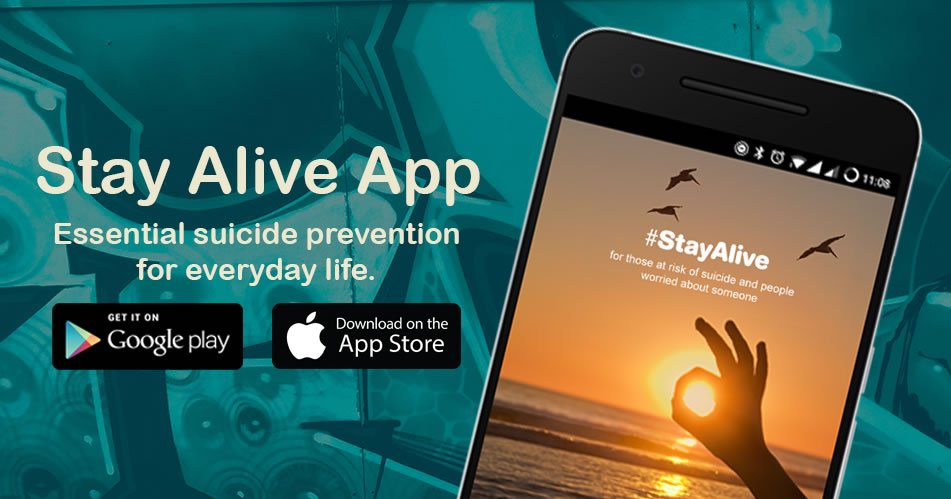 Stay Alive App
Essential suicide prevention
for everyday life.
GET IT ON
Google play
Download on the
App Store
11:08
#StayAlive
for those at risk of suicide and people
worried about someone